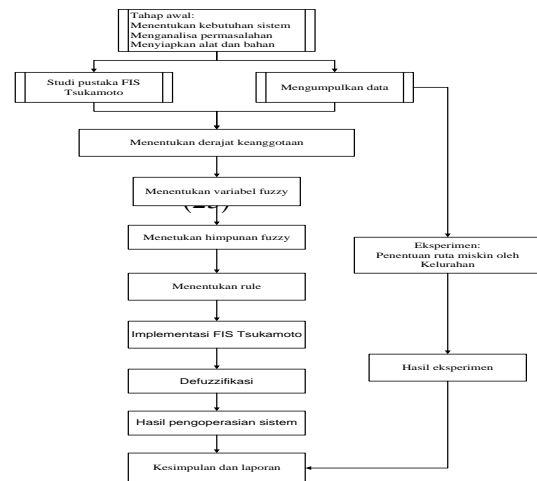 Tahap awal:
Menentukan kebutuhan sistem
Menganalisa permasalahan
Menyiapkan alat dan bahan
Studi pustaka FIS
Tsukamoto
Mengumpulkan data
Menentukan derajat keanggotaan
Menentukan variabel fuzzy
Menetukan himpunan fuzzy
Menentukan rule
Implementasi FIS Tsukamoto
Defuzzifikasi
Hasil pengoperasian sistem
Kesimpulan dan laporan
Eksperimen:
Penentuan ruta miskin oleh
Kelurahan
Hasil eksperimen